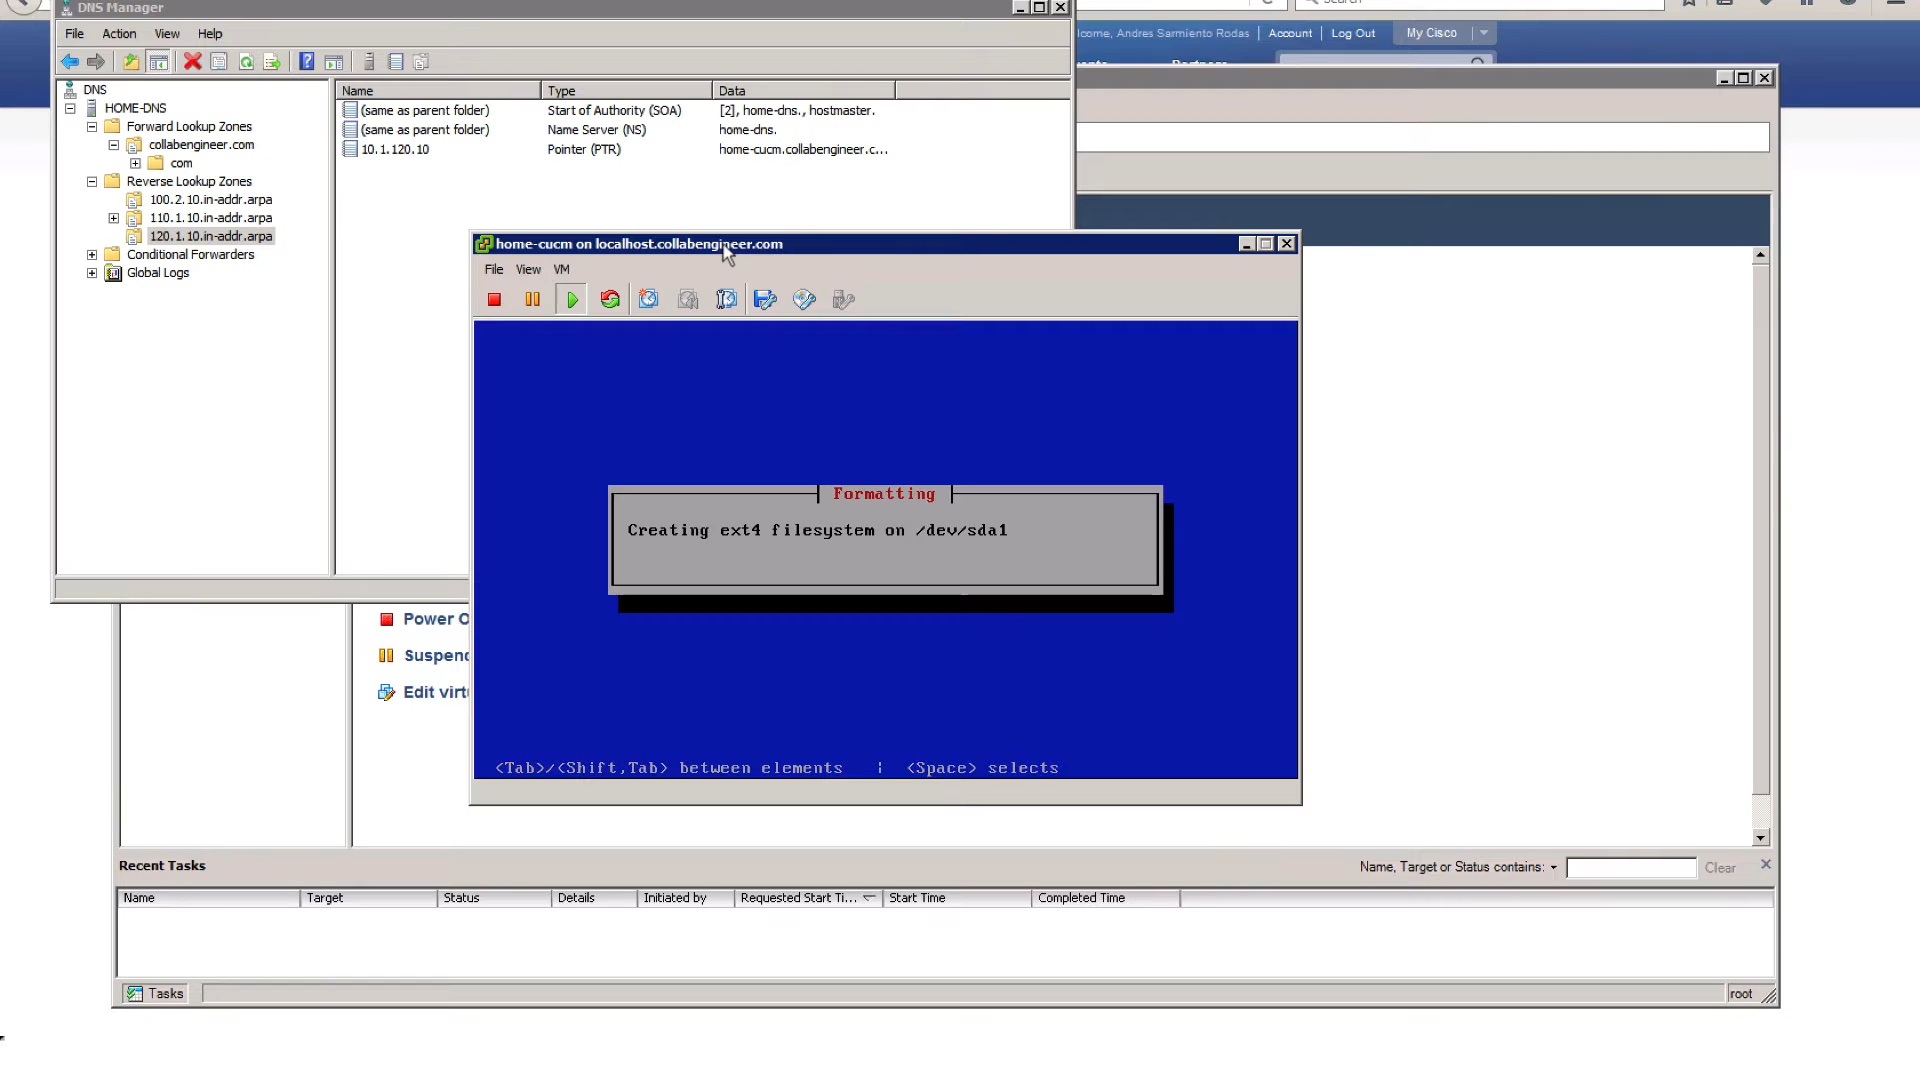 DNS Manager
Search
lcome, Andres Sarmiento Rodas
Account
Log Out
My Cisco
File Action View Help
DNS
HOME-DNS
Forward Lookup Zones
collabengineer.com
com
Reverse Lookup Zones
100.2.10.in-addr.arpa
110.1.10.in-addr.arpa
120.1.10.in-addr.arpa
Conditional Forwarders
Global Logs
Name Type Data
(same as parent folder) Start of Authority (SOA) [2], home-dns., hostmaster.
(same as parent folder) Name Server (NS) home-dns.
10.1.120.10 Pointer (PTR) home-cucm.collabengineer.c...
home-cucm on localhost.collabengineer.com
File View VM
Formatting
Creating ext4 filesystem on /dev/sda1
<Tab>/<Shift,Tab> between elements | <Space> selects
Power O
Suspend
Edit virtu
Recent Tasks
Name, Target or Status contains:
Clear
Name Target Status Details Initiated by Requested Start Ti... Start Time Completed Time
Tasks
root